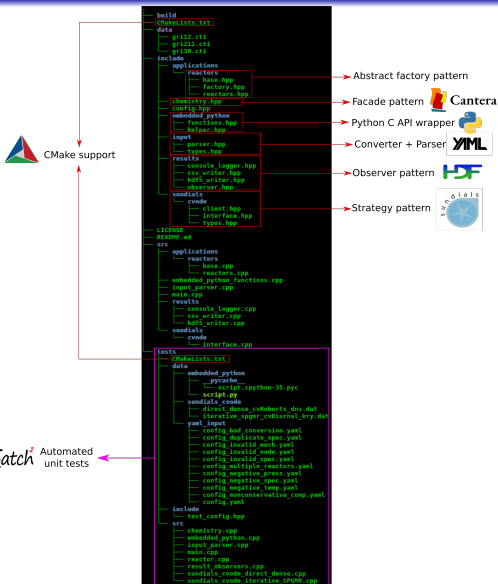 build
CMakeLists.txt
data
gri12.cti
gri211.cti
gri30.cti
include
applications
reactors
base.hpp
factory.hpp
reactors.hpp
chemistry.hpp
config.hpp
embedded_python
functions.hpp
helper.hpp
input
parser.hpp
types.hpp
results
console_logger.hpp
csv_writer.hpp
hdf5_writer.hpp
observer.hpp
sundials
cvode
client.hpp
interface.hpp
types.hpp
LICENSE
README.md
src
applications
reactors
base.cpp
reactors.cpp
embedded_python_functions.cpp
input_parser.cpp
main.cpp
results
console_logger.cpp
csv_writer.cpp
hdf5_writer.cpp
sundials
cvode
interface.cpp
tests
CMakeLists.txt
data
embedded_python
__pycache__
script.cpython-35.pyc
script.py
sundials_cvode
direct_dense_cvRoberts_dns.dat
iterative_spgmr_cvDiurnal_kry.dat
yaml_input
config_bad_conversion.yaml
config_duplicate_spec.yaml
config_invalid_mech.yaml
config_invalid_node.yaml
config_invalid_spec.yaml
config_multiple_reactors.yaml
config_negative_press.yaml
config_negative_spec.yaml
config_negative_temp.yaml
config_nonconservative_comp.yaml
config.yaml
include
test_config.hpp
src
chemistry.cpp
embedded_python.cpp
input_parser.cpp
main.cpp
reactor.cpp
result_observers.cpp
sundials_cvode_direct_dense.cpp
sundials_cvode_iterative_SPGMR.cpp
CMake support
Automated
unit tests
Abstract factory pattern
Facade pattern
Cantera
Python C API wrapper
Converter + Parser
YAML
Observer pattern
HDF
Strategy pattern
sundials